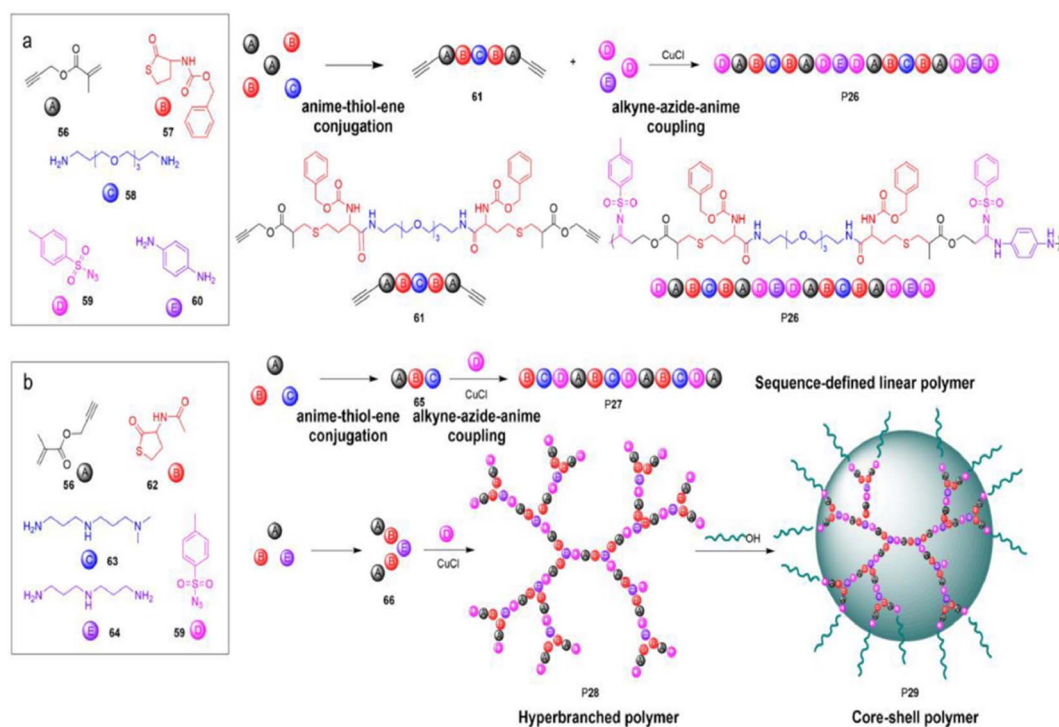 a
A
56
B
57
C
58
D
59
E
60
anime-thiol-ene
conjugation
61
+
CuCl
alkyne-azide-anime
coupling
P26
A B C B A
D A B C B A D E D A B C B A D E D
61
A B C B A
P26
D A B C B A D E D A B C B A D E D
b
A
56
B
62
C
63
E
64
59 D
anime-thiol-ene
conjugation
A B C
65
D
CuCl
alkyne-azide-anime
coupling
B C D A B C D A B C D A
P27
Sequence-defined linear polymer
A
B E
66
D
CuCl
P28
Hyperbranched polymer
OH
P29
Core-shell polymer